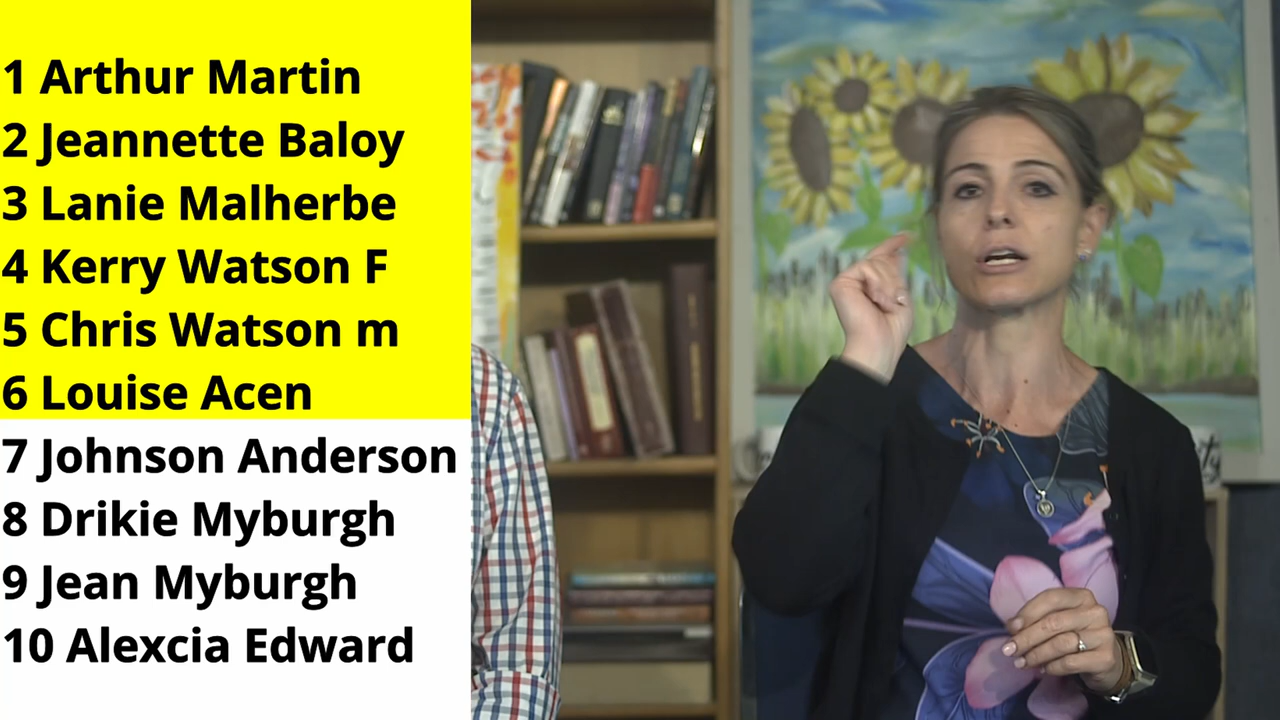 1 Arthur Martin
2 Jeannette Baloy
3 Lanie Malherbe
4 Kerry Watson F
5 Chris Watson m
6 Louise Acen
7 Johnson Anderson
8 Drikie Myburgh
9 Jean Myburgh
10 Alexcia Edward